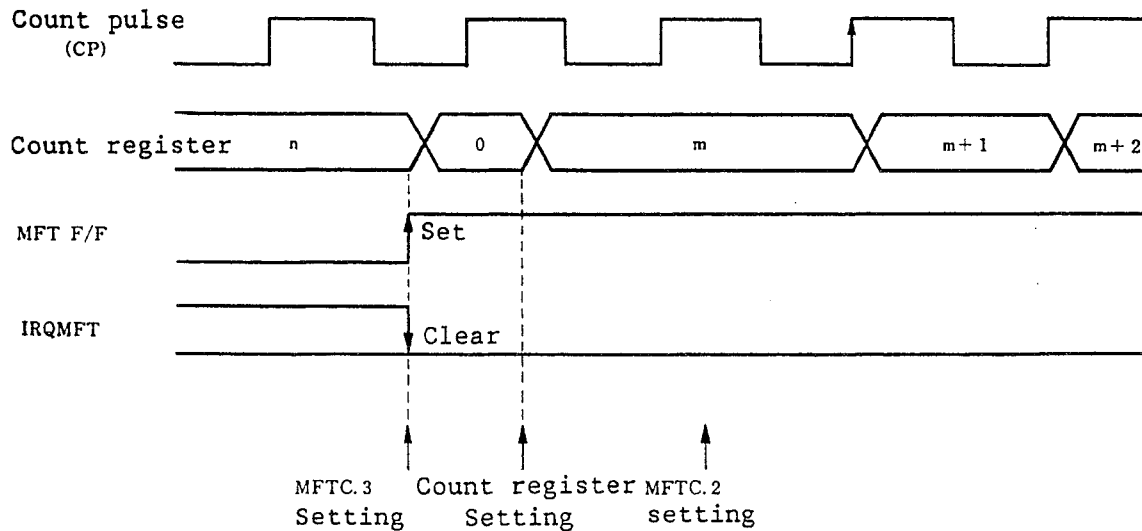 Count pulse
(CP)
Count register
n
0
m
m+1
m+2
MFT F/F
Set
IRQMFT
Clear
MFTC.3
Setting
Count register
Setting
MFTC.2
setting